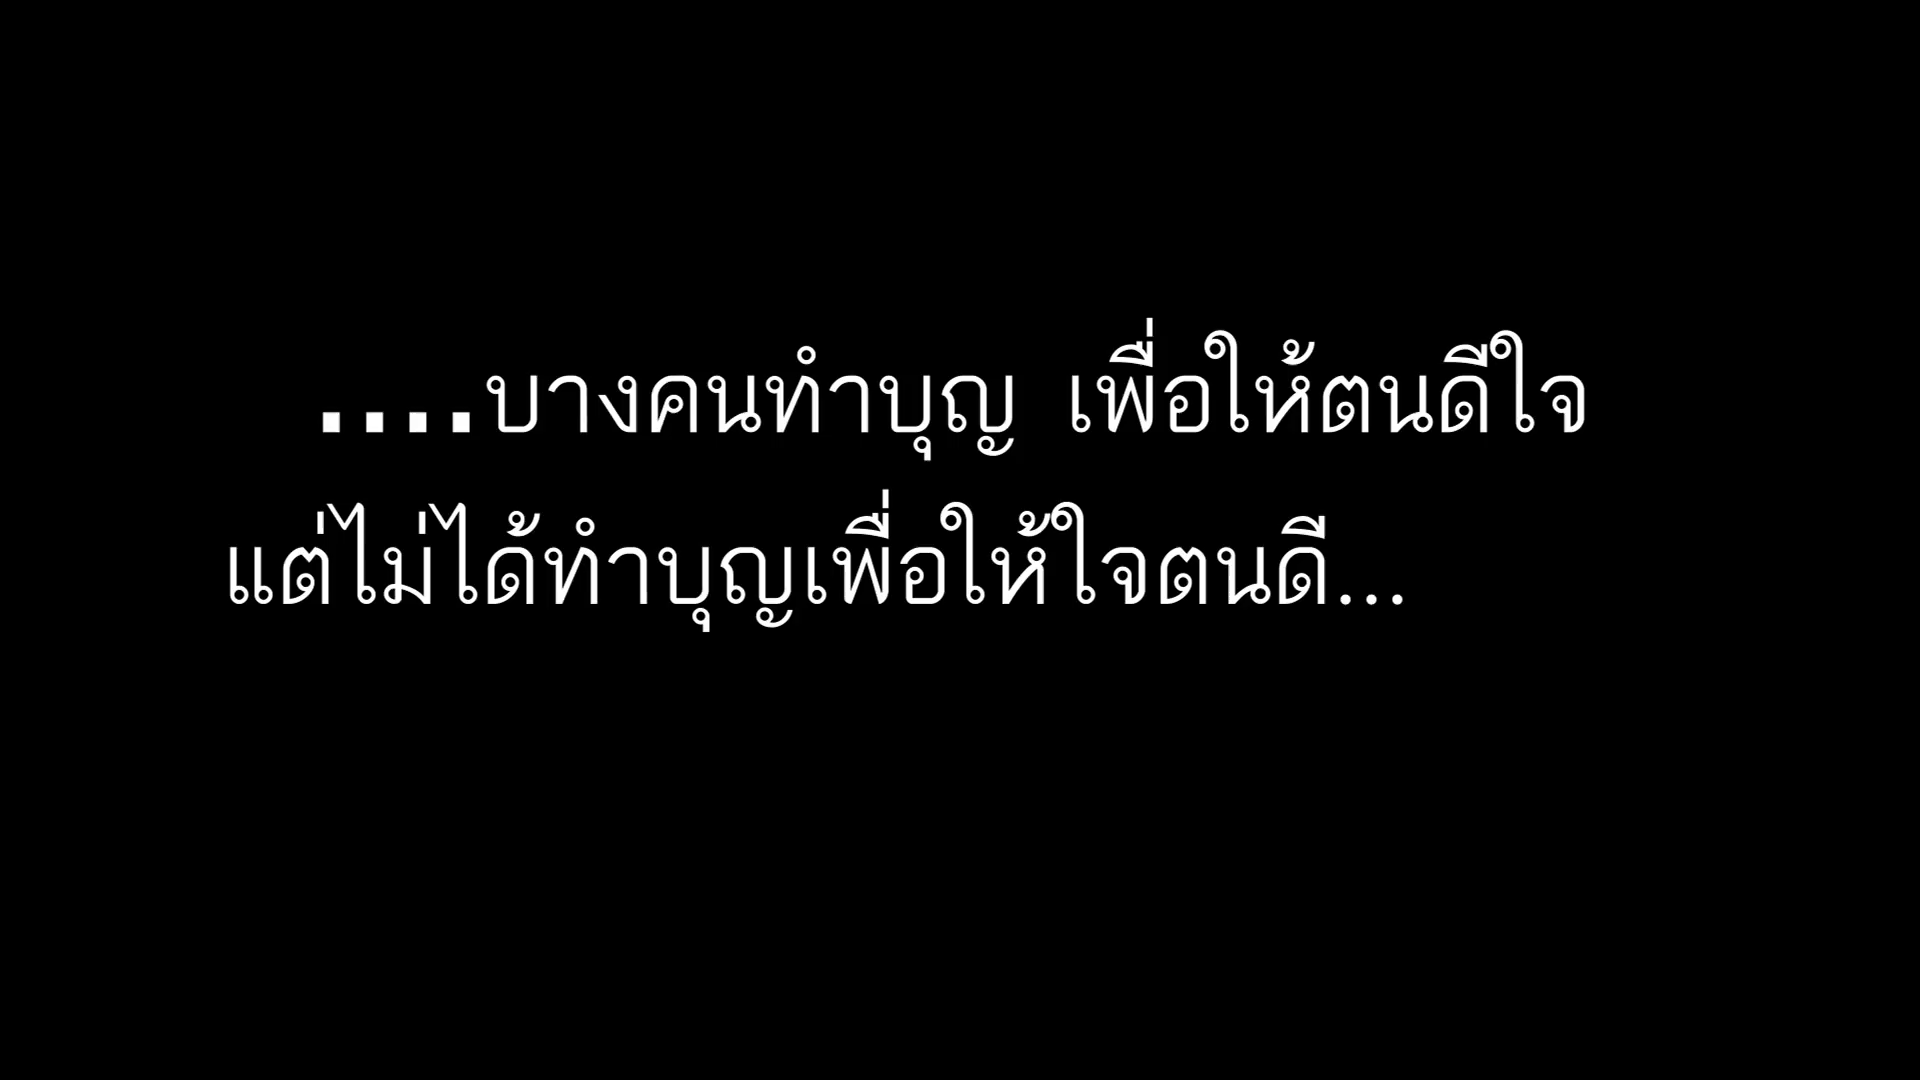 ....บางคนทำบุญ เพื่อให้ตนดีใจ
แต่ไม่ได้ทำบุญเพื่อให้ใจตนดี...